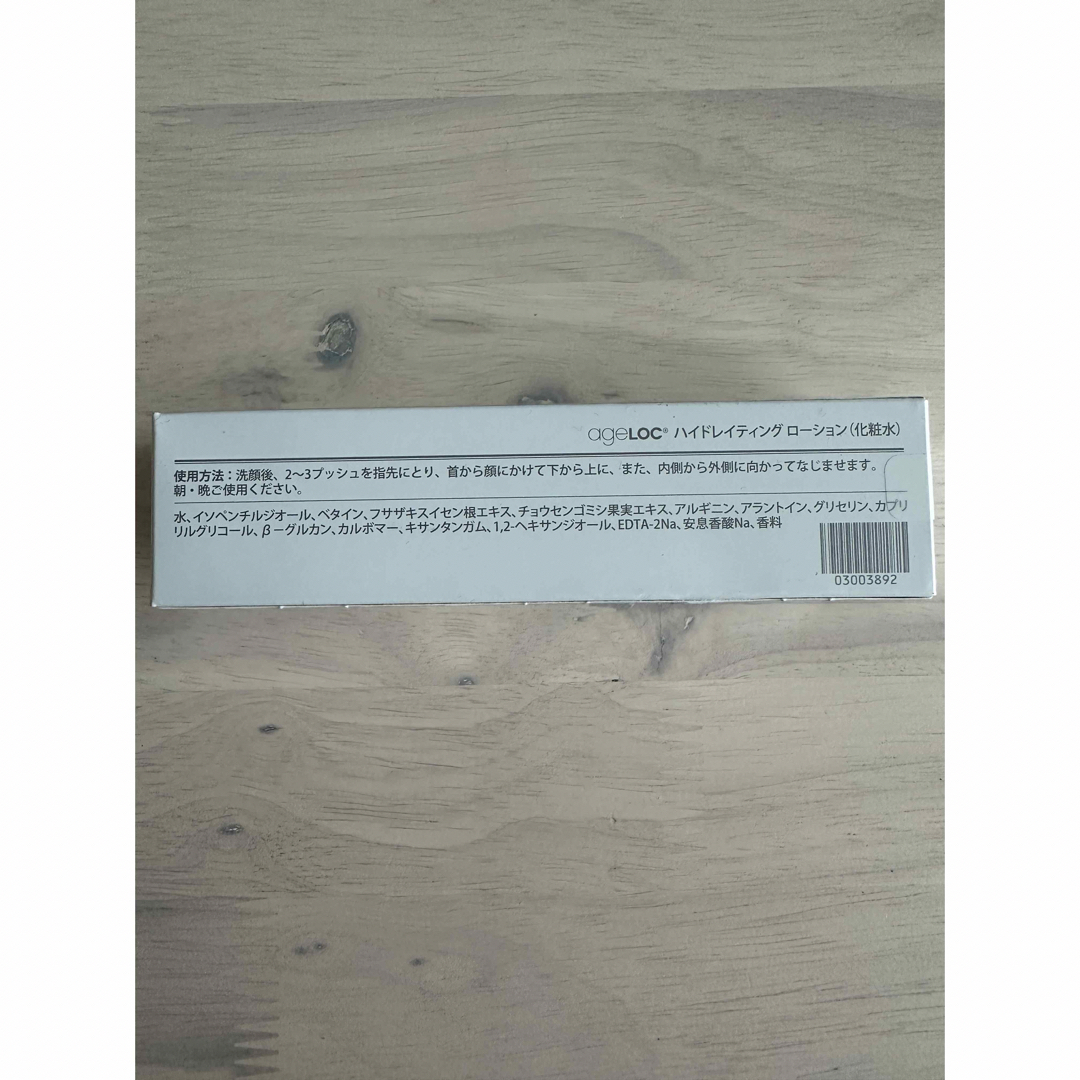 ageLOC® ハイドレイティング ローション（化粧水）
使用方法：洗顔後、2〜3プッシュを指先にとり、首から顔にかけて下から上に、また、内側から外側に向かってなじませます。
朝・晩ご使用ください。
水、イソペンチルジオール、ベタイン、フサザキスイセン根エキス、チョウセンゴミシ果実エキス、アルギニン、アラントイン、グリセリン、カプリ
リルグリコール、β－グルカン、カルボマー、キサンタンガム、1,2-ヘキサンジオール、EDTA-2Na、安息香酸Na、香料
03003892